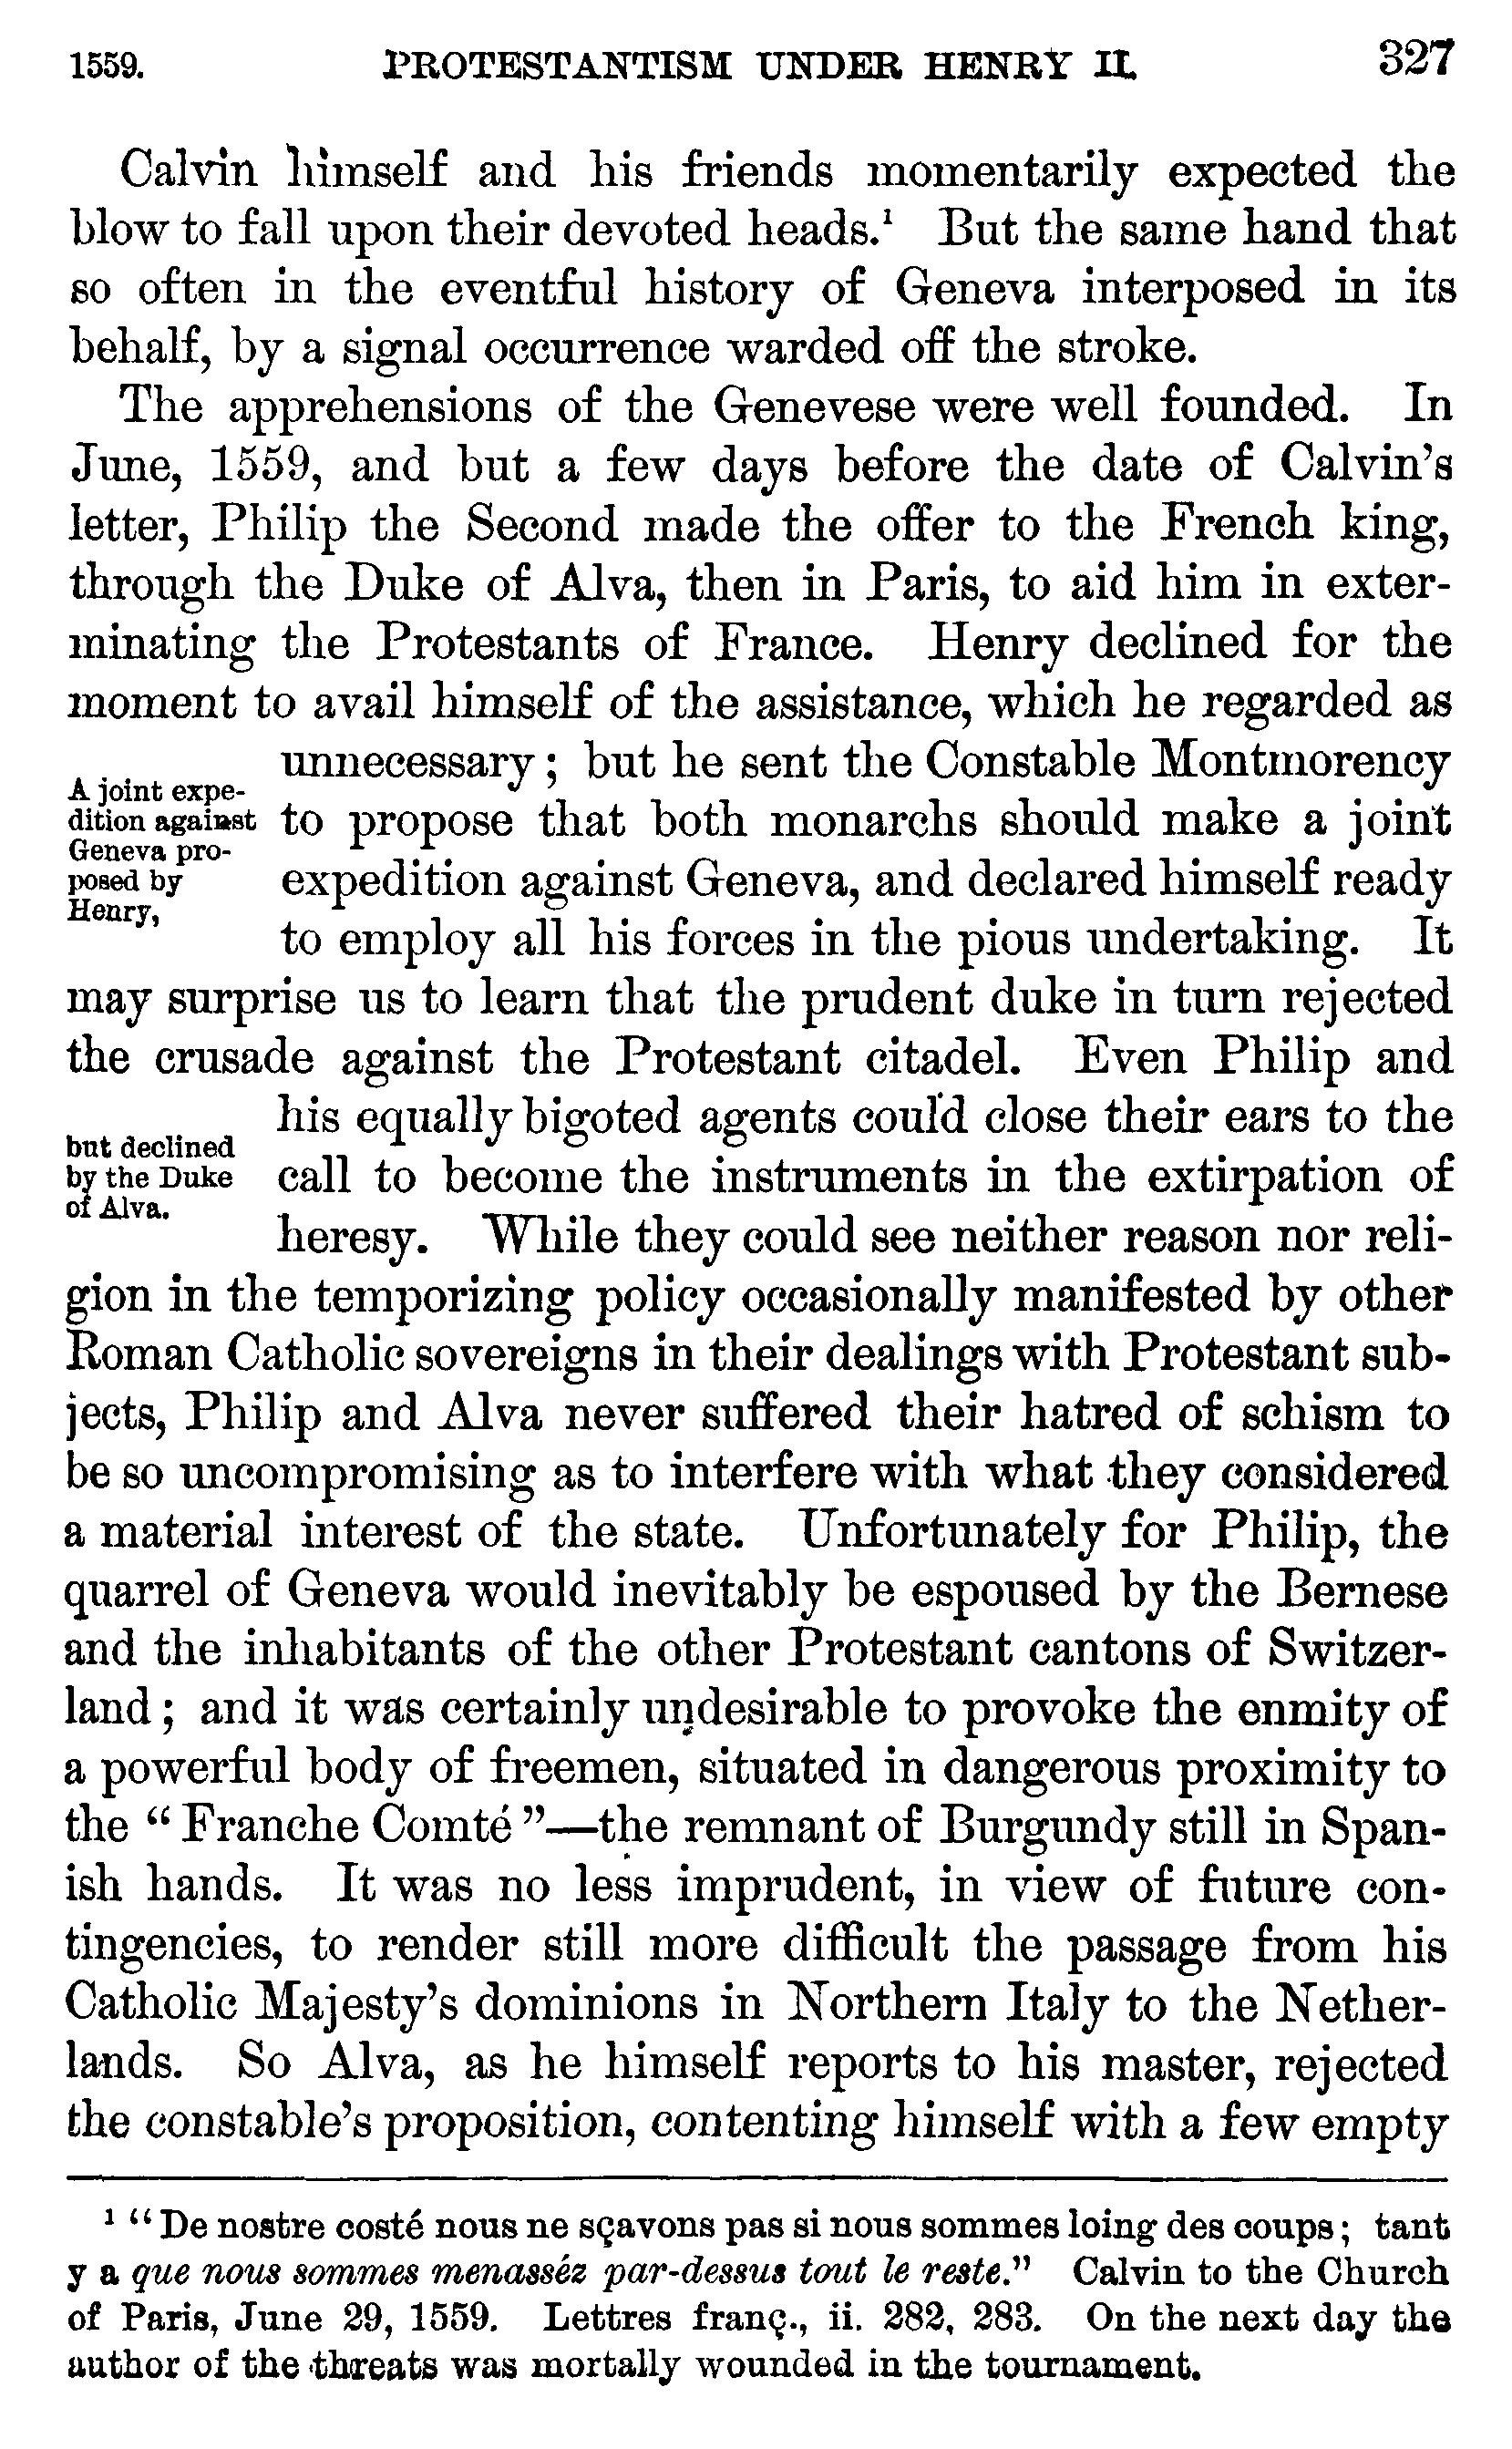 1559. PROTESTANTISM UNDER HENRY II. 327
Calvin himself and his friends momentarily expected the
blow to fall upon their devoted heads.¹ But the same hand that
so often in the eventful history of Geneva interposed in its
behalf, by a signal occurrence warded off the stroke.
The apprehensions of the Genevese were well founded. In
June, 1559, and but a few days before the date of Calvin's
letter, Philip the Second made the offer to the French king,
through the Duke of Alva, then in Paris, to aid him in exter-
minating the Protestants of France. Henry declined for the
moment to avail himself of the assistance, which he regarded as
A joint expe-
dition against
Geneva pro-
posed by
Henry,
unnecessary; but he sent the Constable Montmorency
to propose that both monarchs should make a joint
expedition against Geneva, and declared himself ready
to employ all his forces in the pious undertaking. It
may surprise us to learn that the prudent duke in turn rejected
the crusade against the Protestant citadel. Even Philip and
but declined
by the Duke
of Alva.
his equally bigoted agents could close their ears to the
call to become the instruments in the extirpation of
heresy. While they could see neither reason nor reli-
gion in the temporizing policy occasionally manifested by other
Roman Catholic sovereigns in their dealings with Protestant sub-
jects, Philip and Alva never suffered their hatred of schism to
be so uncompromising as to interfere with what they considered
a material interest of the state. Unfortunately for Philip, the
quarrel of Geneva would inevitably be espoused by the Bernese
and the inhabitants of the other Protestant cantons of Switzer-
land; and it was certainly undesirable to provoke the enmity of
a powerful body of freemen, situated in dangerous proximity to
the "Franche Comté"—the remnant of Burgundy still in Span-
ish hands. It was no less imprudent, in view of future con-
tingencies, to render still more difficult the passage from his
Catholic Majesty's dominions in Northern Italy to the Nether-
lands. So Alva, as he himself reports to his master, rejected
the constable's proposition, contenting himself with a few empty
¹ "De nostre costé nous ne sçavons pas si nous sommes loing des coups; tant
y a que nous sommes menasséz par-dessus tout le reste." Calvin to the Church
of Paris, June 29, 1559. Lettres franç., ii. 282, 283. On the next day the
author of the threats was mortally wounded in the tournament.